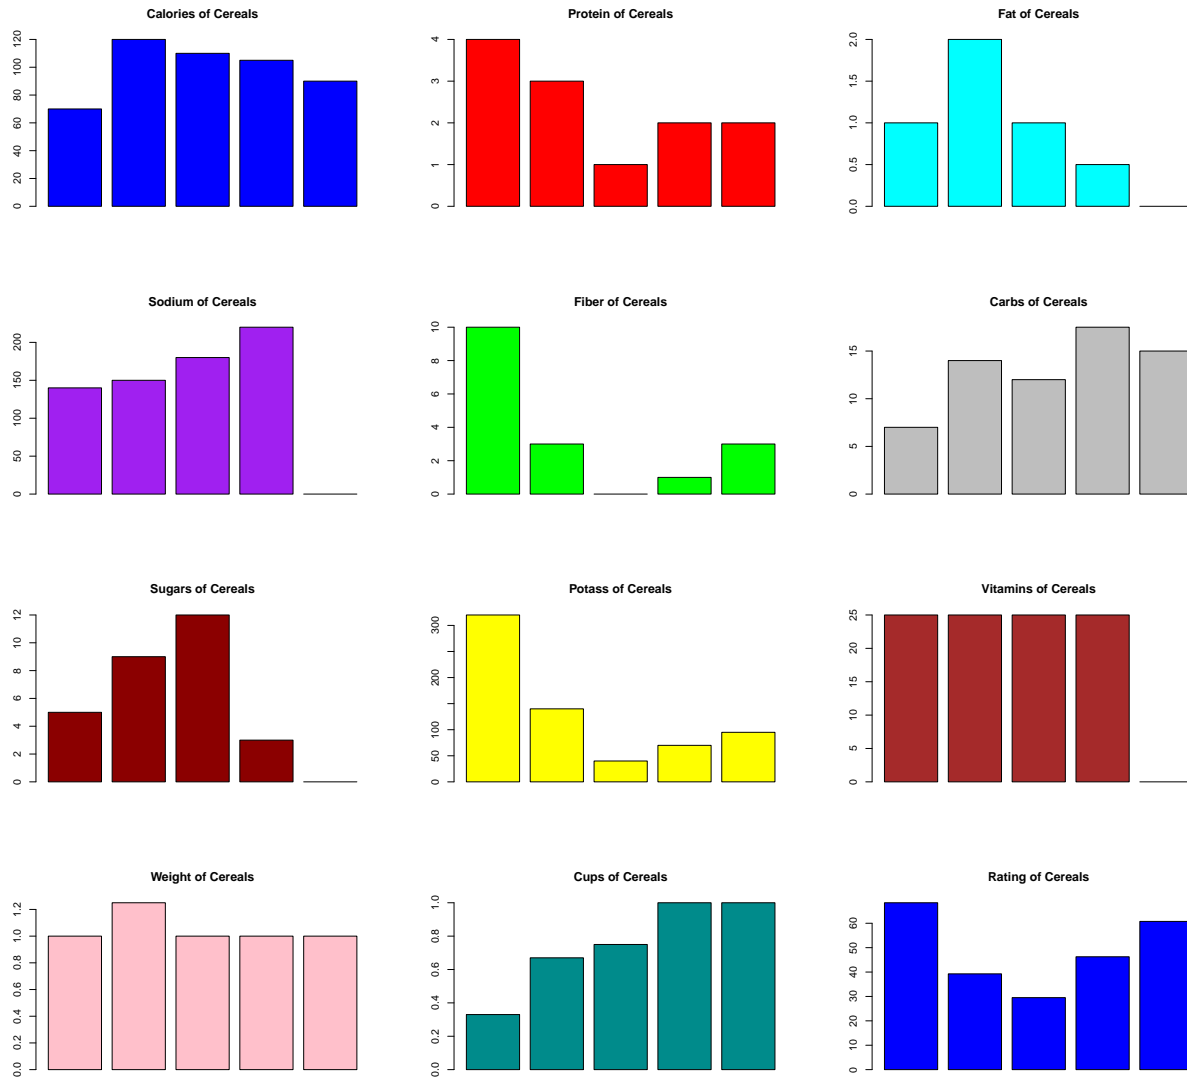 Calories of Cereals
0 20 40 60 80 100 120
Protein of Cereals
0 1 2 3 4
Fat of Cereals
0.0 0.5 1.0 1.5 2.0
Sodium of Cereals
0 50 100 150 200
Fiber of Cereals
0 2 4 6 8 10
Carbs of Cereals
0 5 10 15
Sugars of Cereals
0 2 4 6 8 10 12
Potass of Cereals
0 50 100 200 300
Vitamins of Cereals
0 5 10 15 20 25
Weight of Cereals
0.0 0.2 0.4 0.6 0.8 1.0 1.2
Cups of Cereals
0.0 0.2 0.4 0.6 0.8 1.0
Rating of Cereals
0 10 20 30 40 50 60